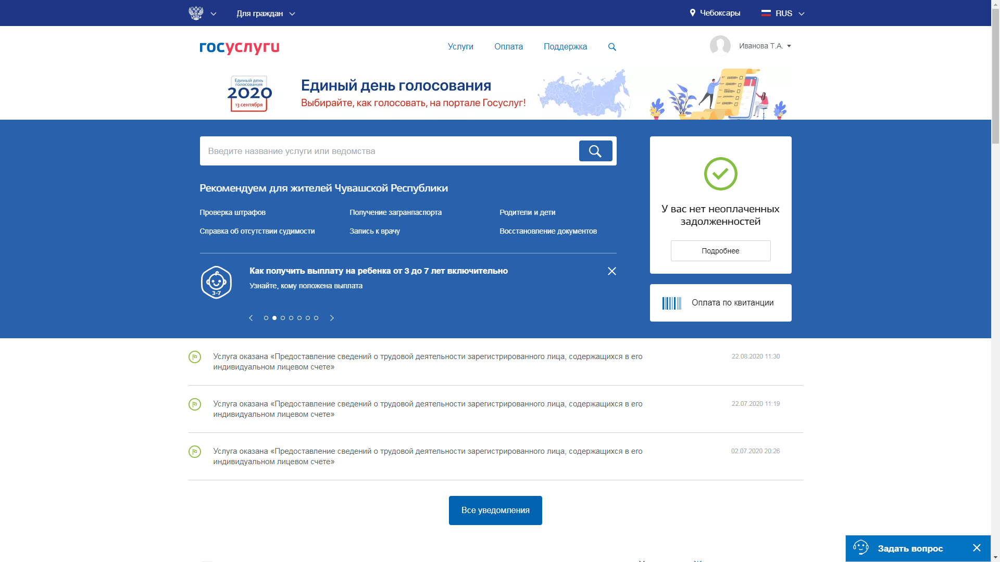 Для граждан
Чебоксары
RUS
госуслуги
Услуги
Оплата
Поддержка
Иванова Т.А.
Единый день
голосования
2020
13 сентября
Единый день голосования
Выбирайте, как голосовать, на портале Госуслуг!
Введите название услуги или ведомства
Рекомендуем для жителей Чувашской Республики
Проверка штрафов
Получение загранпаспорта
Родители и дети
Справка об отсутствии судимости
Запись к врачу
Восстановление документов
У вас нет неоплаченных
задолженностей
Подробнее
3-7
Как получить выплату на ребенка от 3 до 7 лет включительно
Узнайте, кому положена выплата
Оплата по квитанции
Услуга оказана «Предоставление сведений о трудовой деятельности зарегистрированного лица, содержащихся в его
индивидуальном лицевом счете»
22.08.2020 11:30
Услуга оказана «Предоставление сведений о трудовой деятельности зарегистрированного лица, содержащихся в его
индивидуальном лицевом счете»
22.07.2020 11:19
Услуга оказана «Предоставление сведений о трудовой деятельности зарегистрированного лица, содержащихся в его
индивидуальном лицевом счете»
02.07.2020 20:26
Все уведомления
Задать вопрос